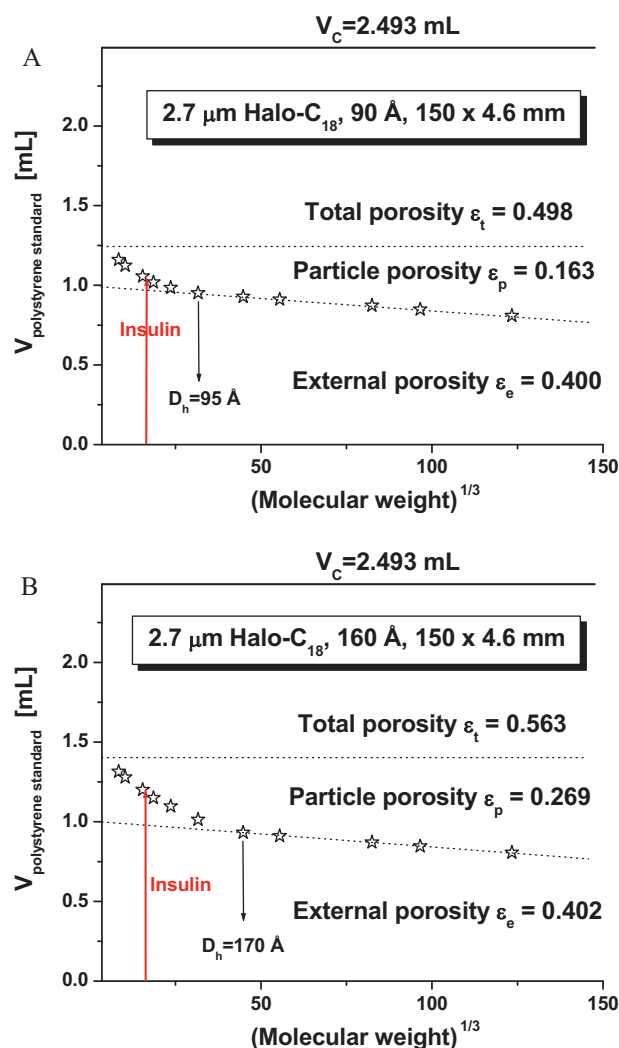 A
V_C=2.493 mL
2.7 μm Halo-C_18, 90 Å, 150 x 4.6 mm
V_polystyrene standard [mL]
2.0
1.5
1.0
0.5
0.0
Total porosity ε_t = 0.498
Particle porosity ε_p = 0.163
Insulin
D_h=95 Å
External porosity ε_e = 0.400
50
100
150
(Molecular weight)^1/3
B
V_C=2.493 mL
2.7 μm Halo-C_18, 160 Å, 150 x 4.6 mm
V_polystyrene standard [mL]
2.0
1.5
1.0
0.5
0.0
Total porosity ε_t = 0.563
Particle porosity ε_p = 0.269
Insulin
D_h=170 Å
External porosity ε_e = 0.402
50
100
150
(Molecular weight)^1/3